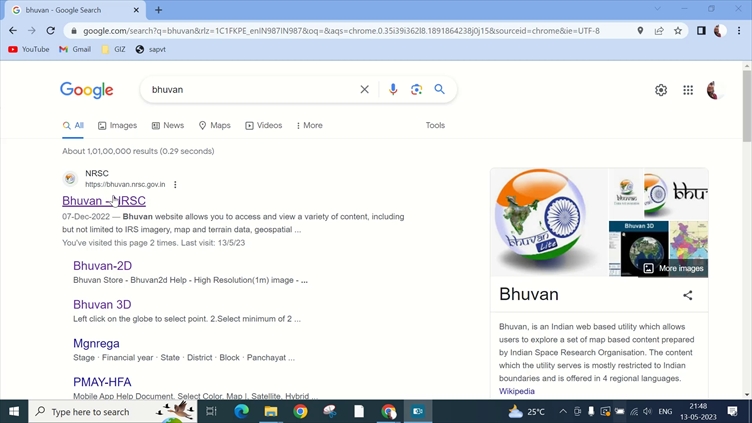 bhuvan - Google Search
google.com/search?q=bhuvan&rlz=1C1FKPE_enIN987IN987&oq=&aqs=chrome.0.35i39i362l8.1891864238j0j15&sourceid=chrome&ie=UTF-8
YouTube Gmail GIZ sapvt
Google bhuvan
All Images News Maps Videos More Tools
About 1,01,00,000 results (0.29 seconds)
NRSC
https://bhuvan.nrsc.gov.in
Bhuvan - NRSC
07-Dec-2022 — Bhuvan website allows you to access and view a variety of content, including
but not limited to IRS imagery, map and terrain data, geospatial ...
You've visited this page 2 times. Last visit: 13/5/23
Bhuvan-2D
Bhuvan Store - Bhuvan2d Help - High Resolution(1m) image - ...
Bhuvan 3D
Left click on the globe to select point. 2.Select minimum of 2 ...
Mngrega
Stage · Financial year · State · District · Block · Panchayat ...
PMAY-HFA
Mobile App Help Document. Select Color. Map I, Satellite, Hybrid ...
Bhuvan
Lite
Bhuvan 3D
More images
Bhuvan
Bhuvan, is an Indian web based utility which allows
users to explore a set of map based content prepared
by Indian Space Research Organisation. The content
which the utility serves is mostly restricted to Indian
boundaries and is offered in 4 regional languages.
Wikipedia
Type here to search
25°C
ENG
21:48
13-05-2023